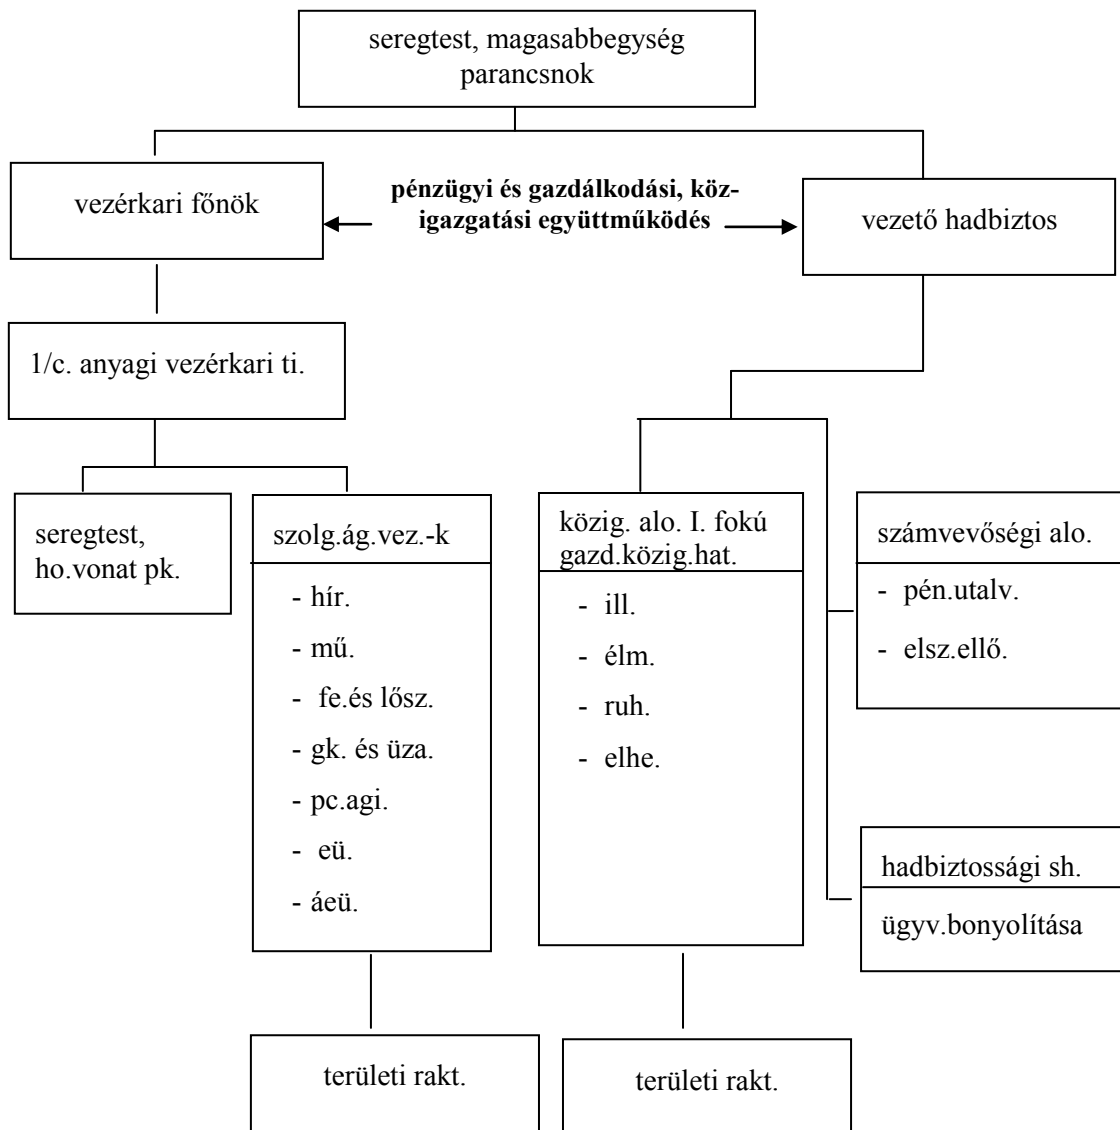 seregtest, magasabbegység
parancsnok
vezérkari főnök
pénzügyi és gazdálkodási, köz-
igazgatási együttműködés
vezető hadbiztos
1/c. anyagi vezérkari ti.
seregtest,
ho.vonat pk.
szolg.ág.vez.-k
- hír.
- mű.
- fe.és lősz.
- gk. és üza.
- pc.agi.
- eü.
- áeü.
közig. alo. I. fokú
gazd.közig.hat.
- ill.
- élm.
- ruh.
- elhe.
számvevőségi alo.
- pén.utalv.
- elsz.ellő.
hadbiztossági sh.
ügyv.bonyolítása
területi rakt.
területi rakt.